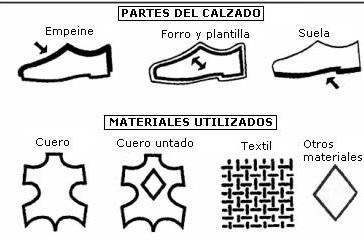 PARTES DEL CALZADO
Empeine
Forro y plantilla
Suela
MATERIALES UTILIZADOS
Cuero
Cuero untado
Textil
Otros
materiales